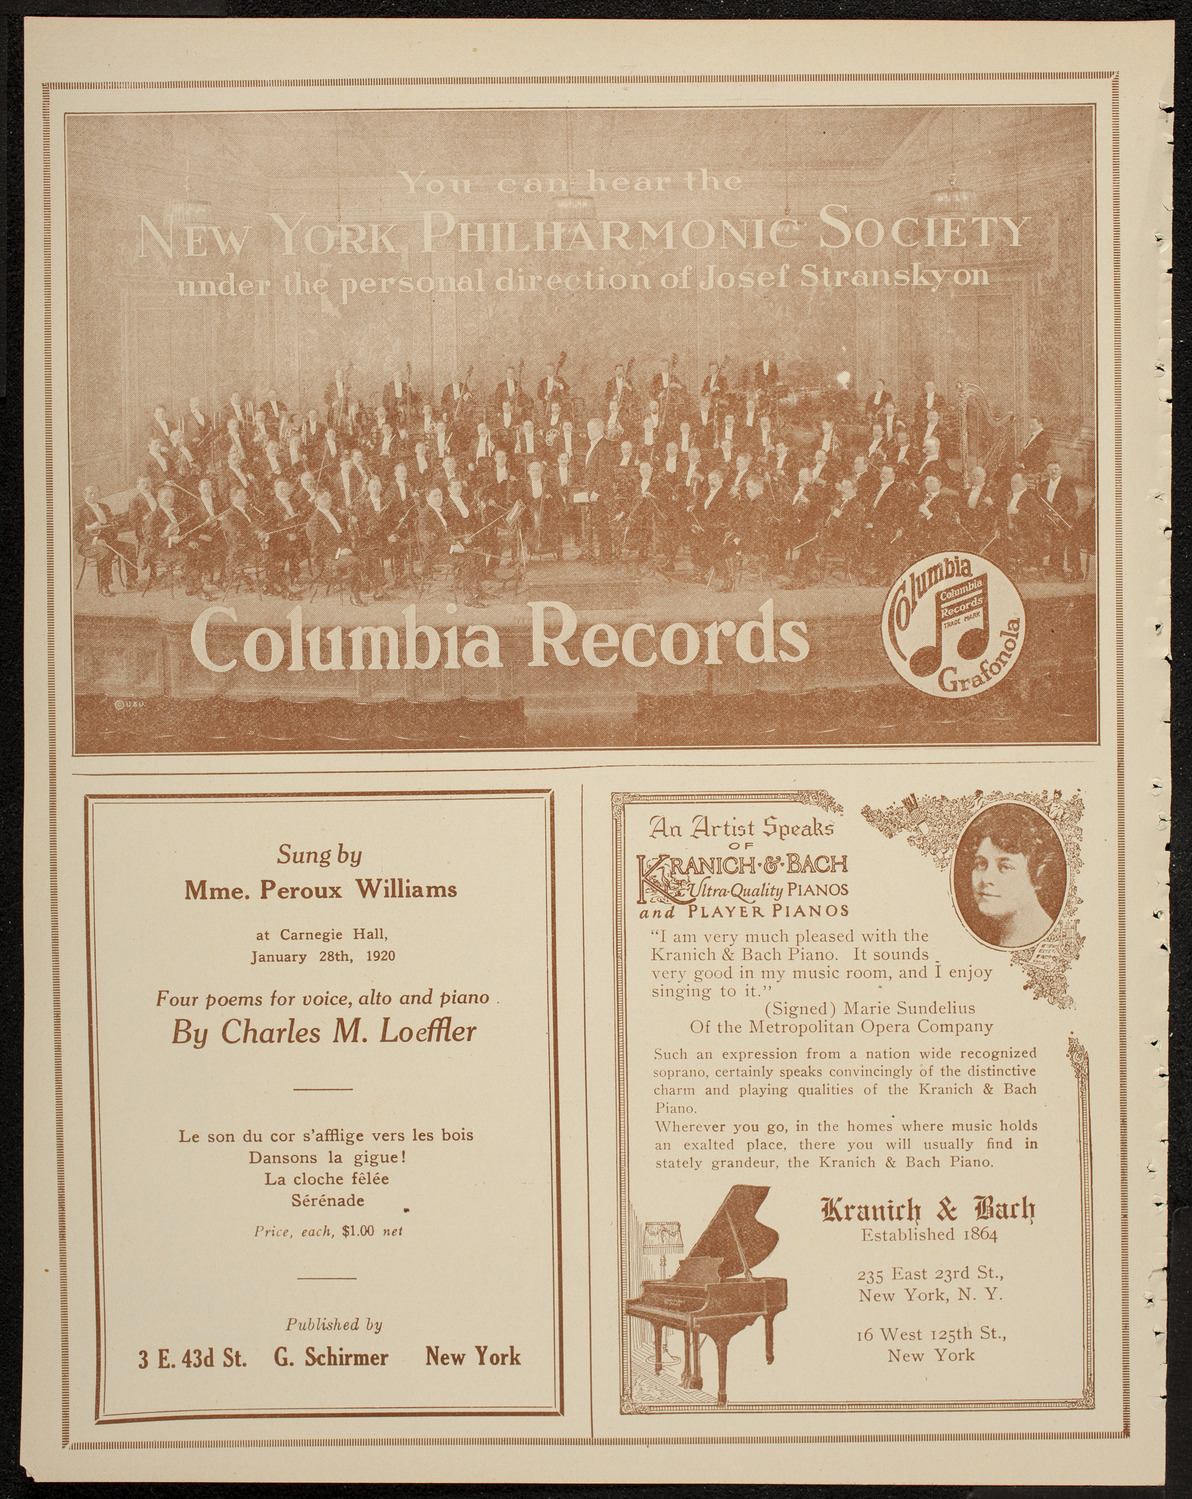 You can hear the
New York Philharmonic Society
under the personal direction of Josef Stransky on
Columbia Records
Columbia
Columbia
Records
TRADE MARK
Grafonola
© U & U
Sung by
Mme. Peroux Williams
at Carnegie Hall,
January 28th, 1920
Four poems for voice, alto and piano
By Charles M. Loeffler
Le son du cor s'afflige vers les bois
Dansons la gigue!
La cloche fêlée
Sérénade
Price, each, $1.00 net
Published by
3 E. 43d St. G. Schirmer New York
An Artist Speaks
OF
KRANICH·&·BACH
Ultra-Quality PIANOS
and PLAYER PIANOS
"I am very much pleased with the
Kranich & Bach Piano. It sounds
very good in my music room, and I enjoy
singing to it."
(Signed) Marie Sundelius
Of the Metropolitan Opera Company
Such an expression from a nation wide recognized
soprano, certainly speaks convincingly of the distinctive
charm and playing qualities of the Kranich & Bach
Piano.
Wherever you go, in the homes where music holds
an exalted place, there you will usually find in
stately grandeur, the Kranich & Bach Piano.
Kranich & Bach
Established 1864
235 East 23rd St.,
New York, N. Y.
16 West 125th St.,
New York